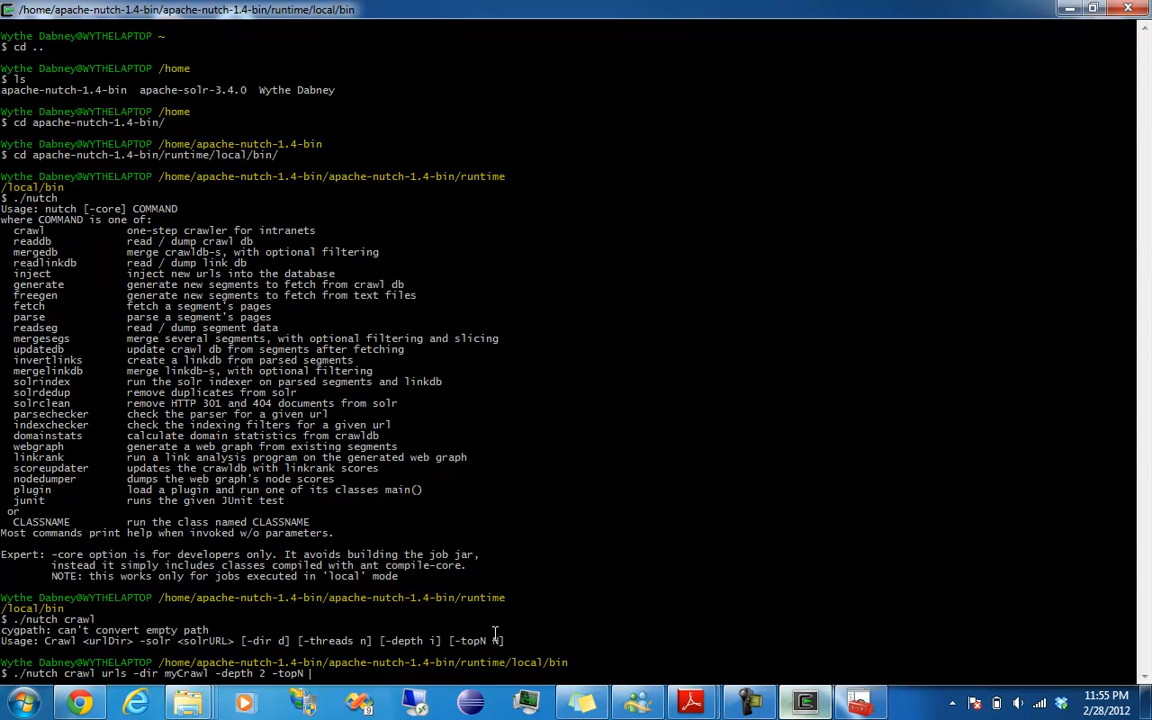 /home/apache-nutch-1.4-bin/apache-nutch-1.4-bin/runtime/local/bin
Wythe Dabney@WYTHELAPTOP ~
$ cd ..
Wythe Dabney@WYTHELAPTOP /home
$ ls
apache-nutch-1.4-bin  apache-solr-3.4.0  Wythe Dabney
Wythe Dabney@WYTHELAPTOP /home
$ cd apache-nutch-1.4-bin/
Wythe Dabney@WYTHELAPTOP /home/apache-nutch-1.4-bin
$ cd apache-nutch-1.4-bin/runtime/local/bin/
Wythe Dabney@WYTHELAPTOP /home/apache-nutch-1.4-bin/apache-nutch-1.4-bin/runtime
/local/bin
$ ./nutch
Usage: nutch [-core] COMMAND
where COMMAND is one of:
crawl             one-step crawler for intranets
readdb            read / dump crawl db
mergedb           merge crawldb-s, with optional filtering
readlinkdb        read / dump link db
inject            inject new urls into the database
generate          generate new segments to fetch from crawl db
freegen           generate new segments to fetch from text files
fetch             fetch a segment's pages
parse             parse a segment's pages
readseg           read / dump segment data
mergesegs         merge several segments, with optional filtering and slicing
updatedb          update crawl db from segments after fetching
invertlinks       create a linkdb from parsed segments
mergelinkdb       merge linkdb-s, with optional filtering
solrindex         run the solr indexer on parsed segments and linkdb
solrdedup         remove duplicates from solr
solrclean         remove HTTP 301 and 404 documents from solr
parsechecker      check the parser for a given url
indexchecker      check the indexing filters for a given url
domainstats       calculate domain statistics from crawldb
webgraph          generate a web graph from existing segments
linkrank          run a link analysis program on the generated web graph
scoreupdater      updates the crawldb with linkrank scores
nodedumper        dumps the web graph's node scores
plugin            load a plugin and run one of its classes main()
junit             runs the given JUnit test
or
CLASSNAME         run the class named CLASSNAME
Most commands print help when invoked w/o parameters.
Expert: -core option is for developers only. It avoids building the job jar,
instead it simply includes classes compiled with ant compile-core.
NOTE: this works only for jobs executed in 'local' mode
Wythe Dabney@WYTHELAPTOP /home/apache-nutch-1.4-bin/apache-nutch-1.4-bin/runtime
/local/bin
$ ./nutch crawl
cygpath: can't convert empty path
Usage: Crawl <urlDir> -solr <solrURL> [-dir d] [-threads n] [-depth i] [-topN N]
Wythe Dabney@WYTHELAPTOP /home/apache-nutch-1.4-bin/apache-nutch-1.4-bin/runtime/local/bin
$ ./nutch crawl urls -dir myCrawl -depth 2 -topN
11:55 PM
2/28/2012